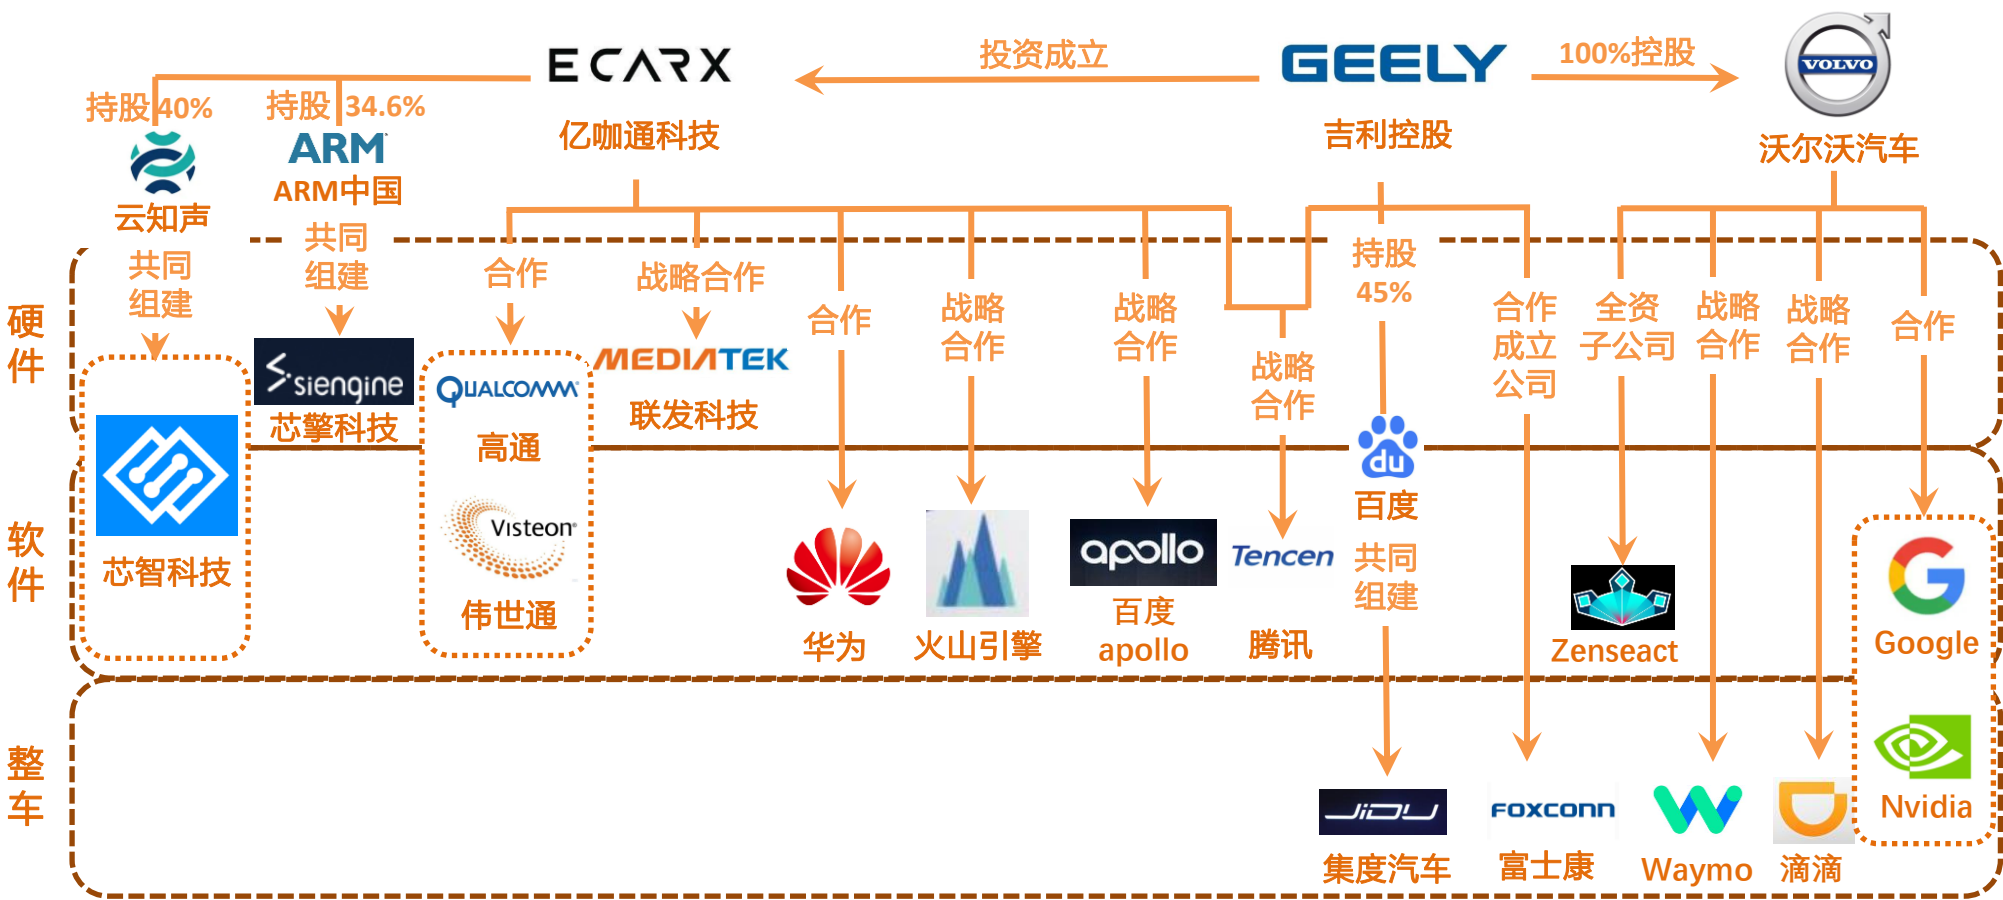 ECARX
投资成立
GEELY
100%控股
VOLVO
持股 40%
持股 34.6%
亿咖通科技
吉利控股
沃尔沃汽车
ARM
ARM中国
云知声
共同
组建
共同
组建
合作
战略合作
合作
战略
合作
战略
合作
战略
合作
持股
45%
合作
成立
公司
全资
子公司
战略
合作
战略
合作
合作
硬
件
siengine
芯擎科技
QUALCOMM
高通
MEDIATEK
联发科技
du
百度
共同
组建
软
件
芯智科技
Visteon
伟世通
华为
火山引擎
apollo
百度
apollo
Tencen
腾讯
Zenseact
Google
整
车
JiDU
集度汽车
FOXCONN
富士康
Waymo
滴滴
Nvidia